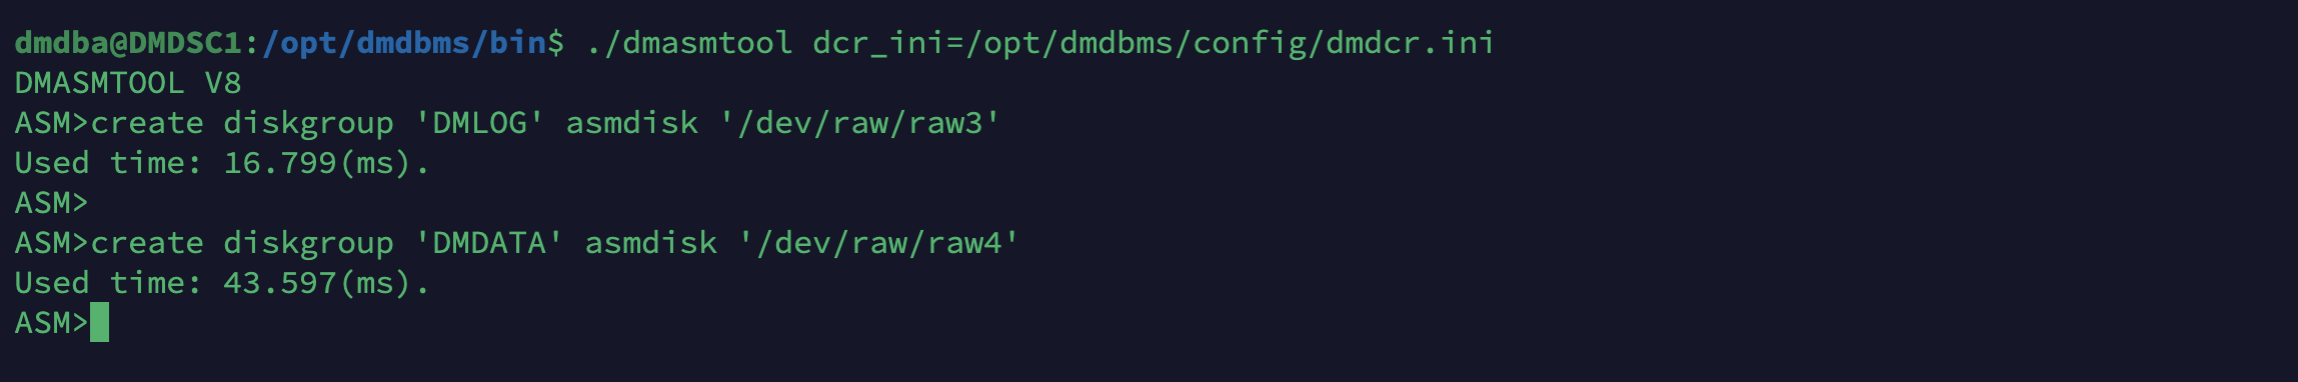 dmdba@DMDSC1:/opt/dmdbms/bin$ ./dmasmtool dcr_ini=/opt/dmdbms/config/dmdcr.ini
DMASMTOOL V8
ASM>create diskgroup 'DMLOG' asmdisk '/dev/raw/raw3'
Used time: 16.799(ms).
ASM>
ASM>create diskgroup 'DMDATA' asmdisk '/dev/raw/raw4'
Used time: 43.597(ms).
ASM>